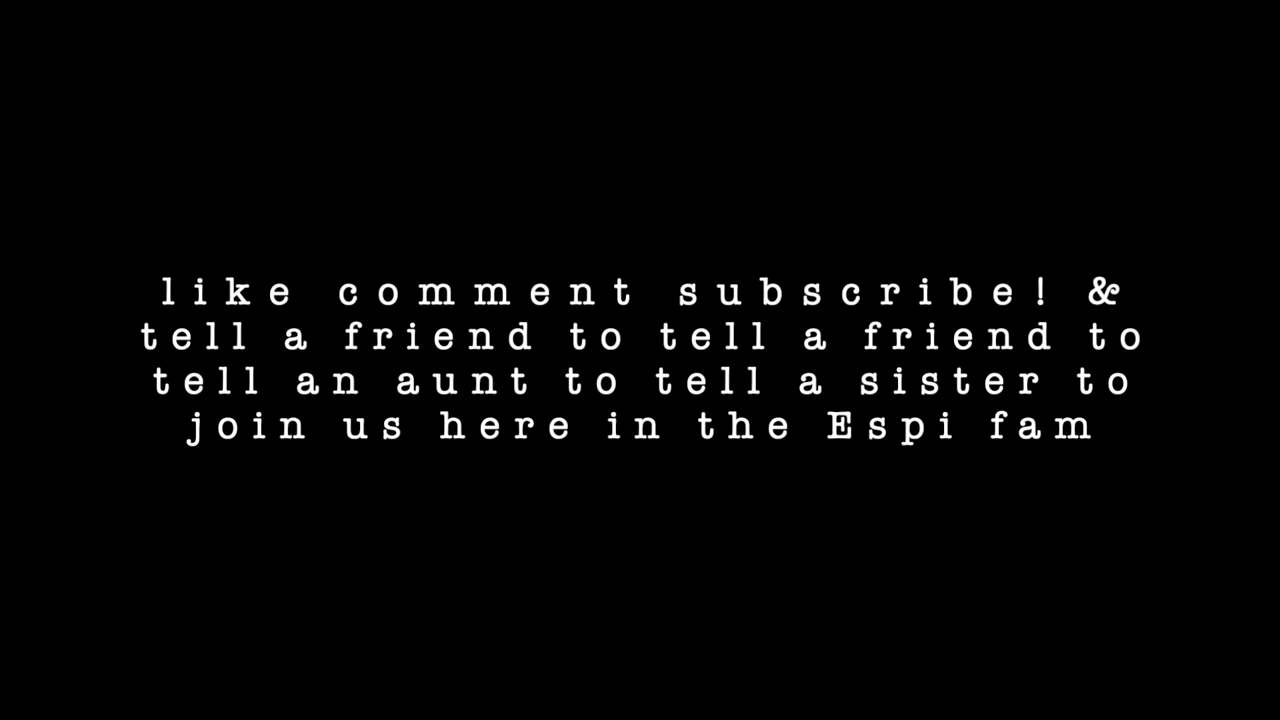 like comment subscribe! &
tell a friend to tell a friend to
tell an aunt to tell a sister to
join us here in the Espi fam